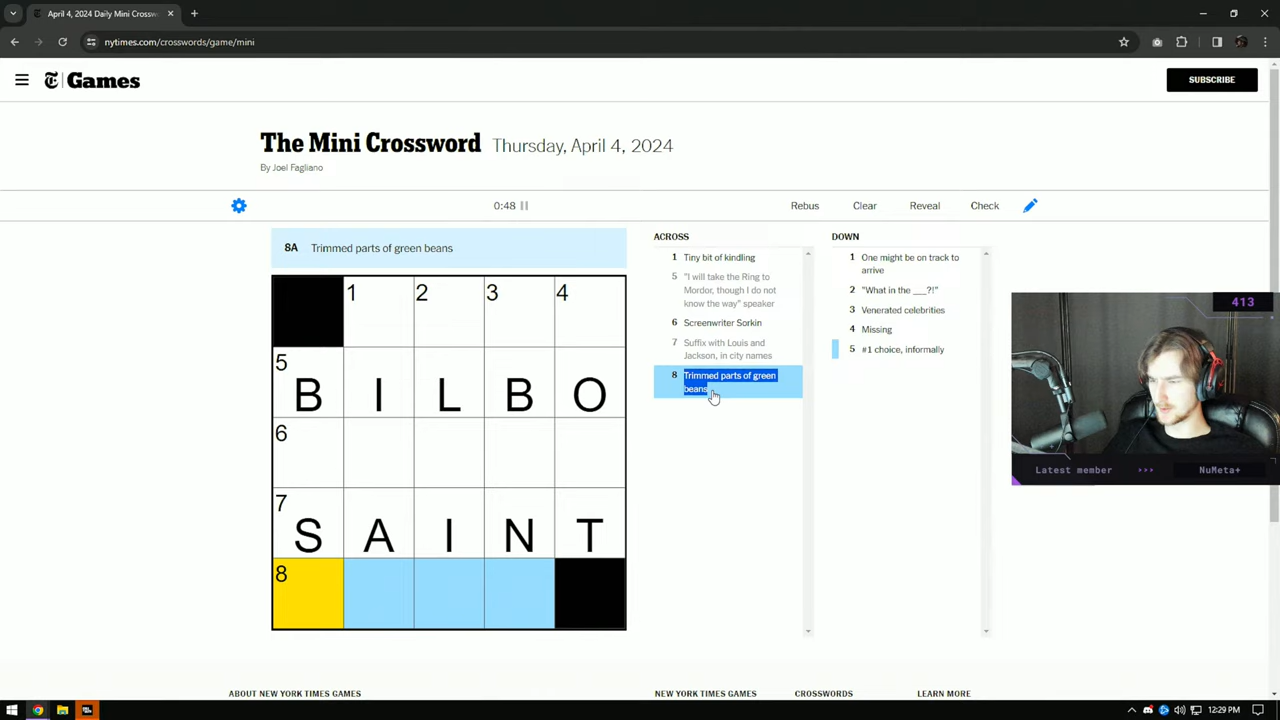 April 4, 2024 Daily Mini Crossw
nytimes.com/crosswords/game/mini
Games
SUBSCRIBE
The Mini Crossword Thursday, April 4, 2024
By Joel Fagliano
0:48
Rebus Clear Reveal Check
8A Trimmed parts of green beans
1 2 3 4
5
B I L B O
6
7
S A I N T
8
ACROSS
1 Tiny bit of kindling
5 "I will take the Ring to
Mordor, though I do not
know the way" speaker
6 Screenwriter Sorkin
7 Suffix with Louis and
Jackson, in city names
8 Trimmed parts of green
beans
DOWN
1 One might be on track to
arrive
2 "What in the ___?!"
3 Venerated celebrities
4 Missing
5 #1 choice, informally
413
Latest member >>> NuMeta+
ABOUT NEW YORK TIMES GAMES NEW YORK TIMES GAMES CROSSWORDS LEARN MORE
12:29 PM